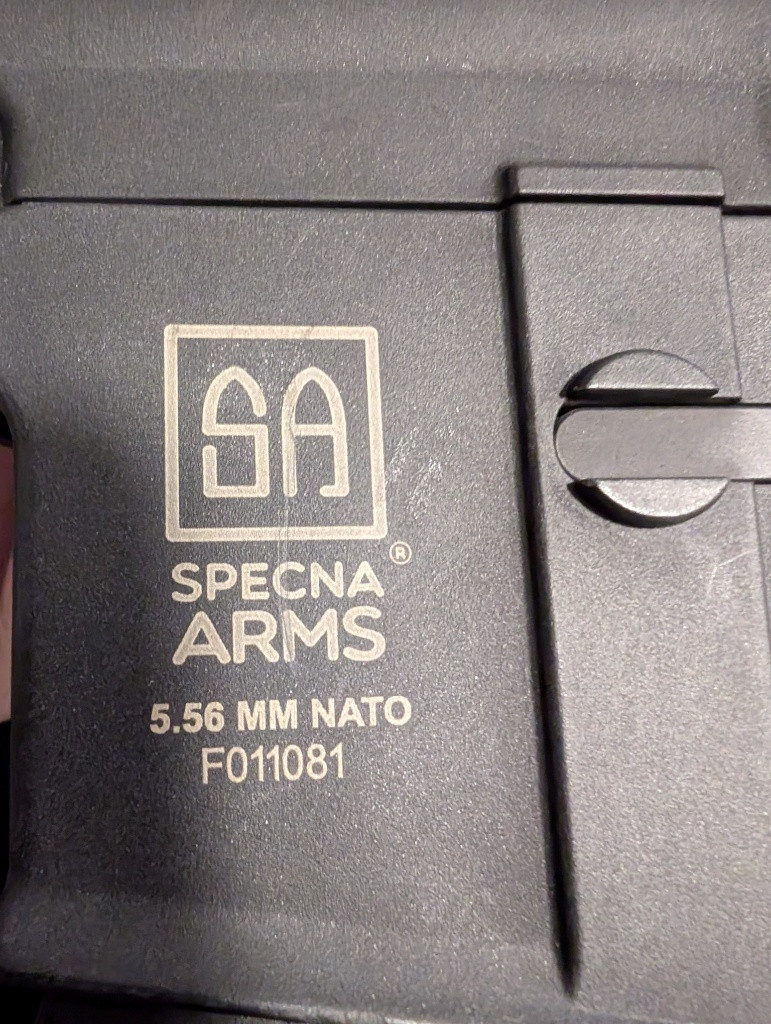 SA
®
SPECNA
ARMS
5.56 MM NATO
F011081